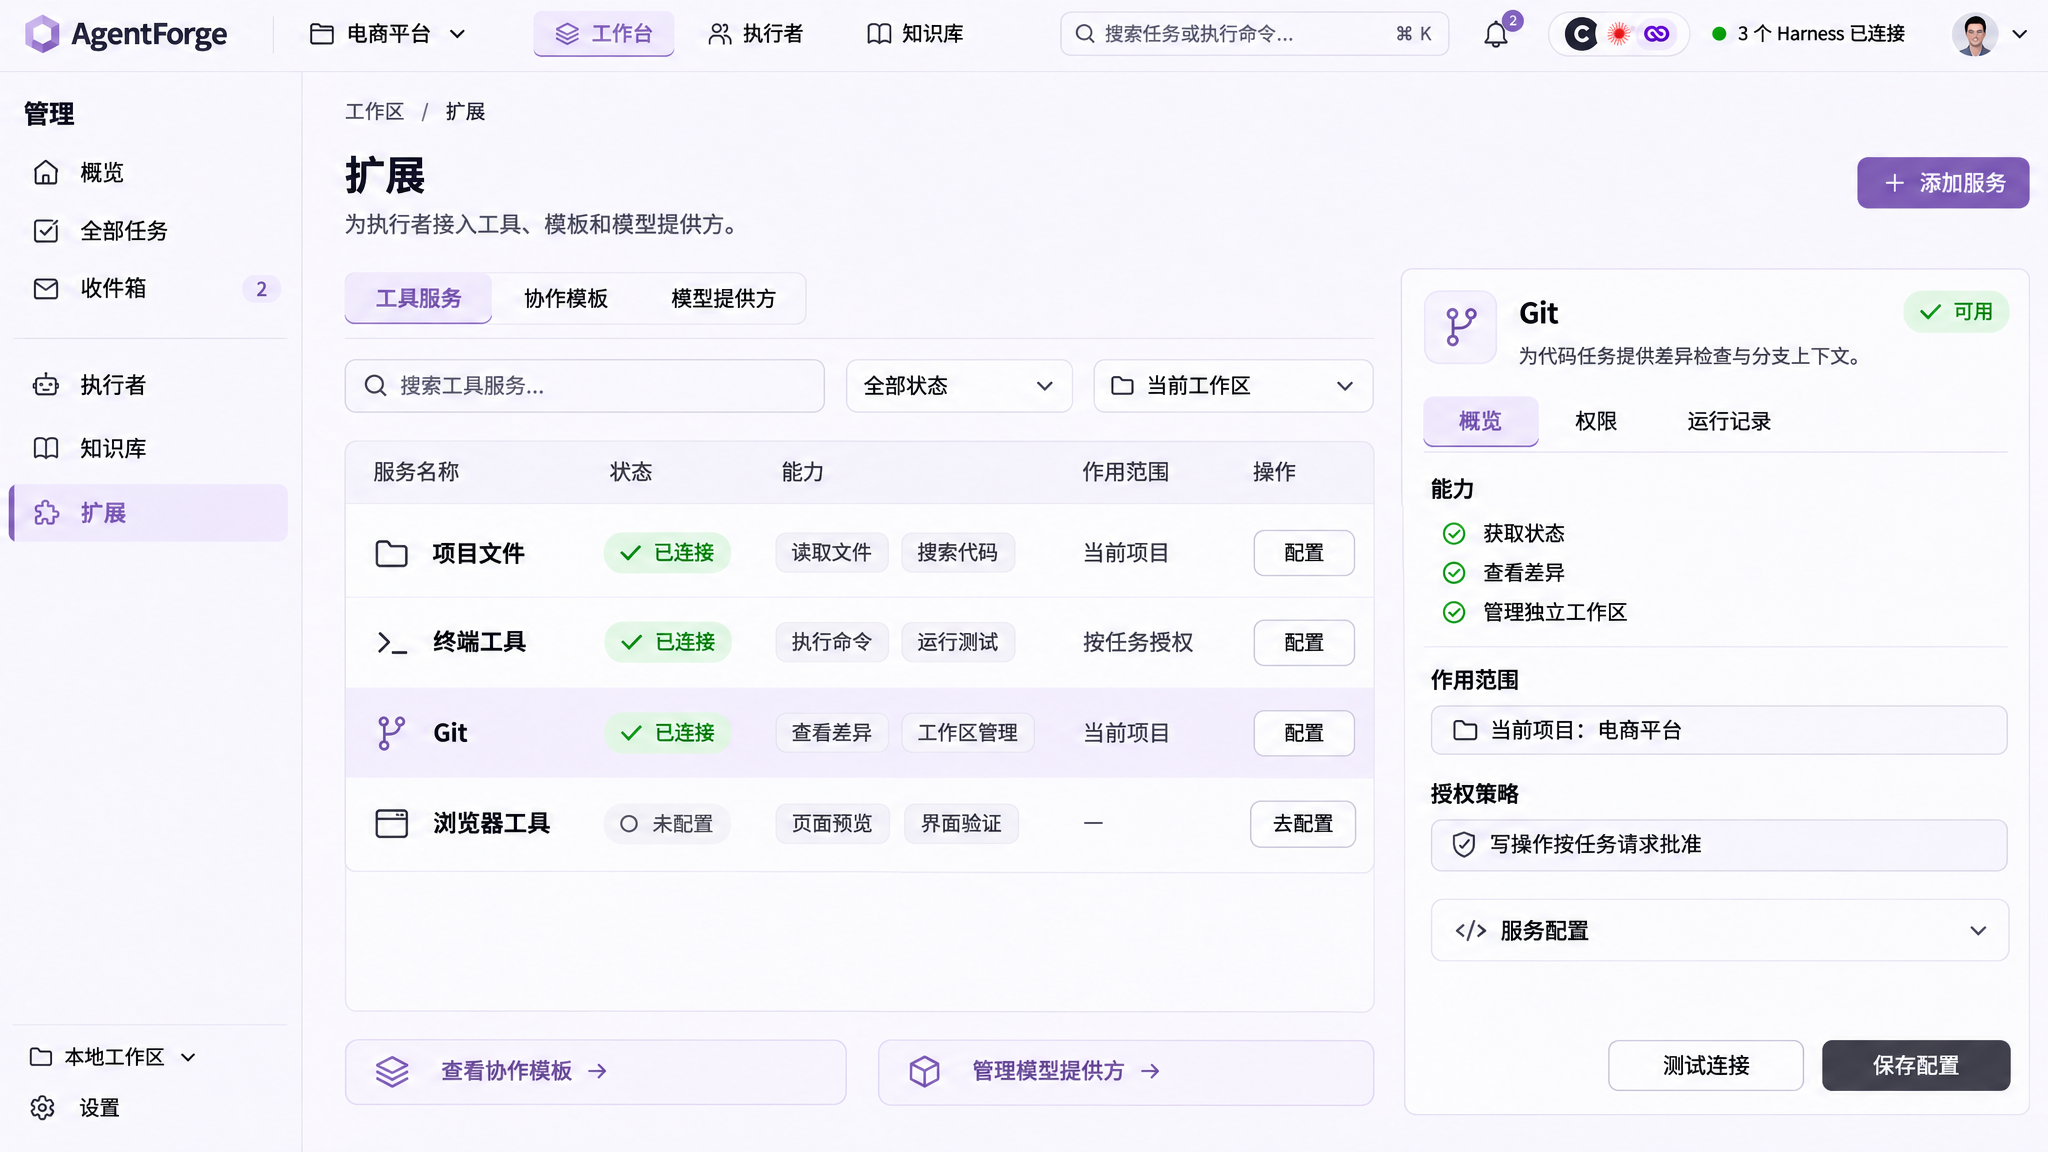 AgentForge
电商平台
工作台
执行者
知识库
搜索任务或执行命令...
⌘ K
2
3 个 Harness 已连接
管理
概览
全部任务
收件箱
2
执行者
知识库
扩展
本地工作区
设置
工作区 / 扩展
扩展
为执行者接入工具、模板和模型提供方。
+ 添加服务
工具服务
协作模板
模型提供方
搜索工具服务...
全部状态
当前工作区
服务名称 状态 能力 作用范围 操作
项目文件 已连接 读取文件 搜索代码 当前项目 配置
终端工具 已连接 执行命令 运行测试 按任务授权 配置
Git 已连接 查看差异 工作区管理 当前项目 配置
浏览器工具 未配置 页面预览 界面验证 — 去配置
查看协作模板 →
管理模型提供方 →
Git
可用
为代码任务提供差异检查与分支上下文。
概览
权限
运行记录
能力
获取状态
查看差异
管理独立工作区
作用范围
当前项目：电商平台
授权策略
写操作按任务请求批准
</> 服务配置
测试连接
保存配置